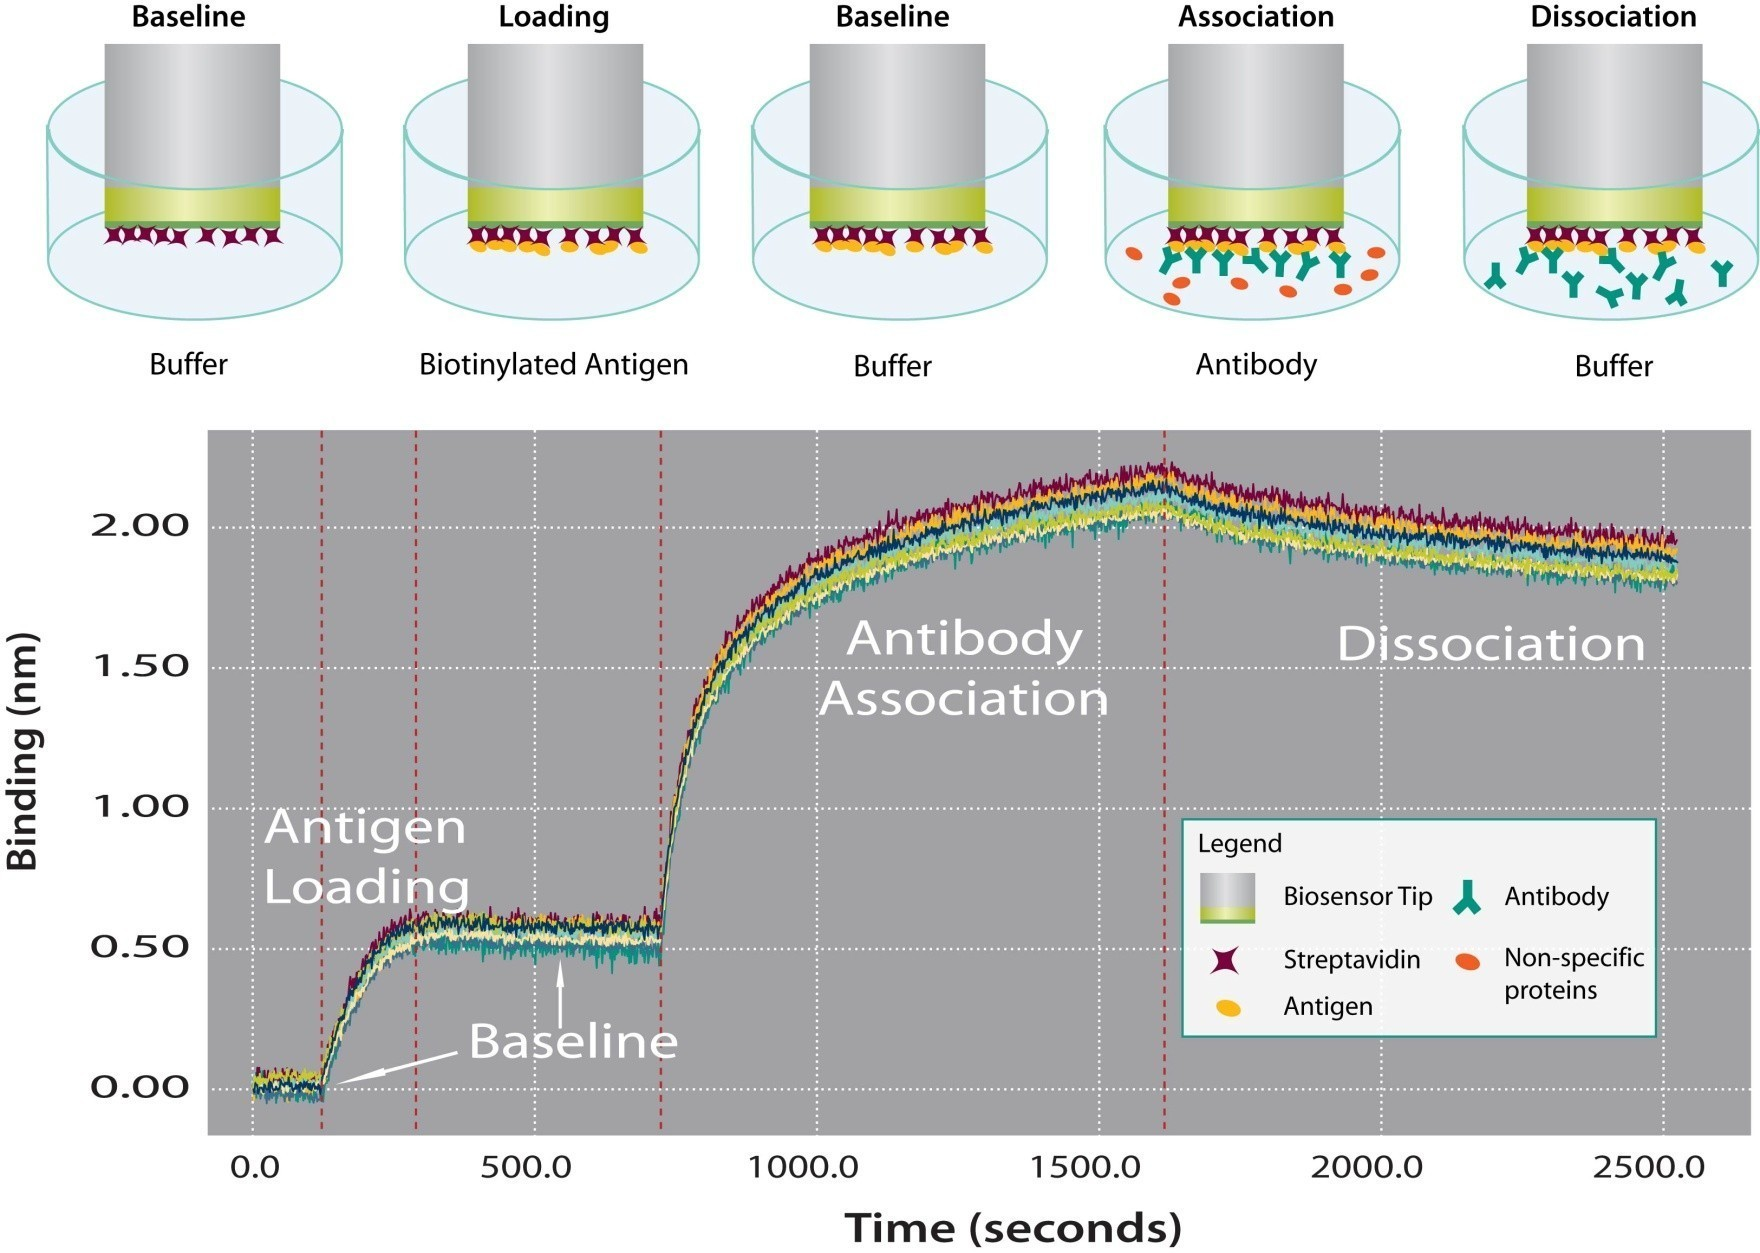 Baseline Loading Baseline Association Dissociation
Buffer Biotinylated Antigen Buffer Antibody Buffer
2.00
1.50
1.00
0.50
0.00
Binding (nm)
Antigen
Loading
Baseline
Antibody
Association
Dissociation
Legend
Biosensor Tip
Streptavidin
Antigen
Antibody
Non-specific
proteins
0.0 500.0 1000.0 1500.0 2000.0 2500.0
Time (seconds)